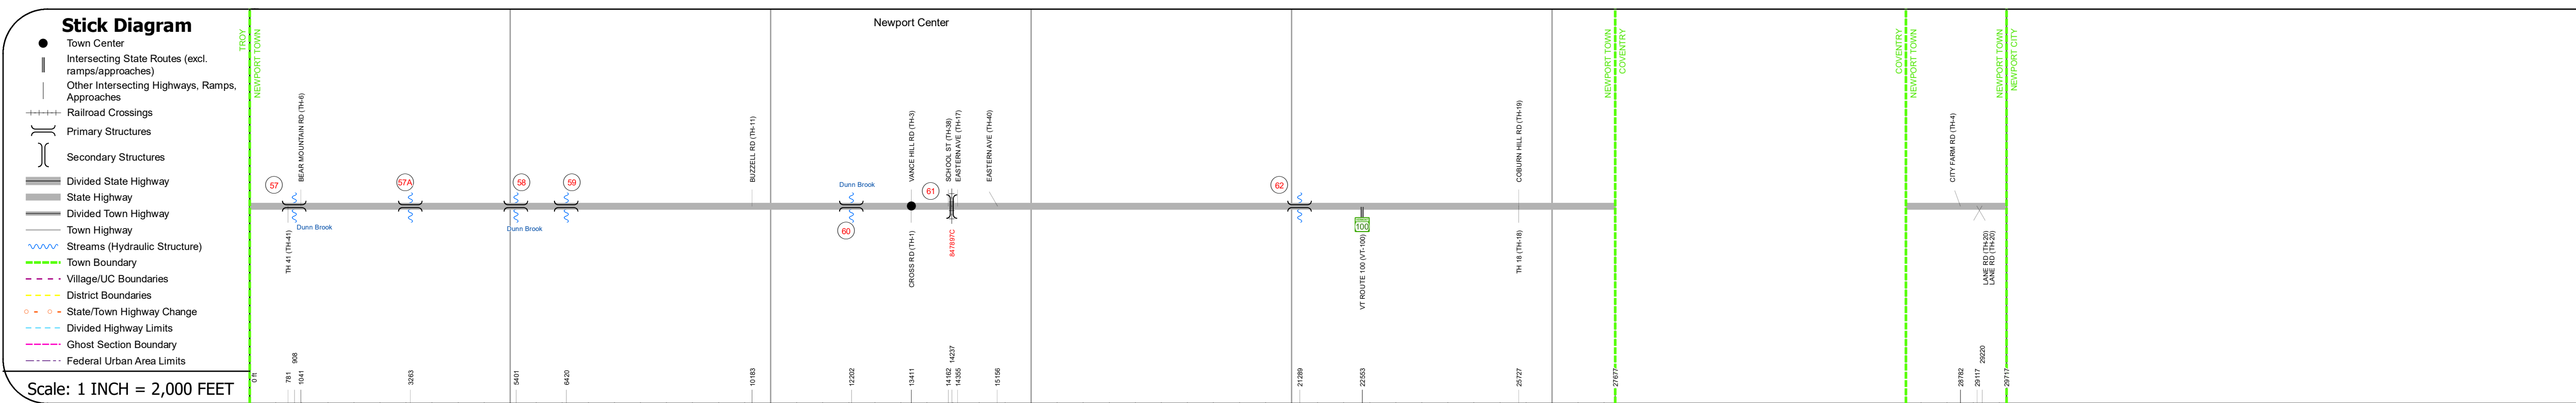 Stick Diagram
Town Center
Intersecting State Routes (excl.
ramps/approaches)
Other Intersecting Highways, Ramps,
Approaches
Railroad Crossings
Primary Structures
Secondary Structures
Divided State Highway
State Highway
Divided Town Highway
Town Highway
Streams (Hydraulic Structure)
Town Boundary
Village/UC Boundaries
District Boundaries
State/Town Highway Change
Divided Highway Limits
Ghost Section Boundary
Federal Urban Area Limits
Scale: 1 INCH = 2,000 FEET
Newport Center
TROY
NEWPORT TOWN
NEWPORT TOWN
COVENTRY
COVENTRY
NEWPORT TOWN
NEWPORT TOWN
NEWPORT CITY
BEAR MOUNTAIN RD (TH-6)
BUZZELL RD (TH-11)
VANCE HILL RD (TH-3)
SCHOOL ST (TH-38)
EASTERN AVE (TH-17)
EASTERN AVE (TH-40)
COBURN HILL RD (TH-19)
CITY FARM RD (TH-4)
57
57A
58
59
Dunn Brook
61
62
Dunn Brook
Dunn Brook
60
100
TH 41 (TH-41)
CROSS RD (TH-1)
847897C
VT ROUTE 100 (VT-100)
TH 18 (TH-18)
LANE RD (TH-20)
LANE RD (TH-20)
0 ft
781
908
1041
3263
5401
6420
10183
12202
13411
14162
14237
14355
15156
21289
22553
25727
27677
28782
29117
29220
29717